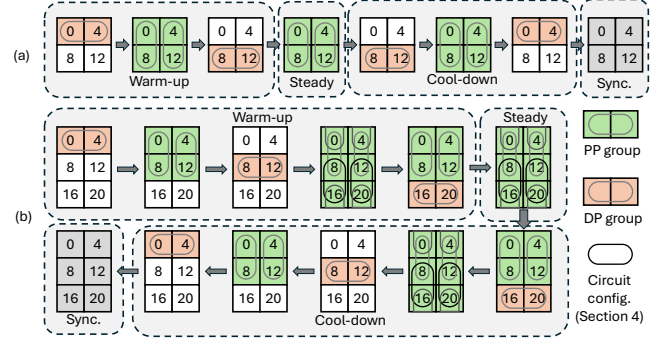 0 4 0 4 0 4 0 4 0 4 0 4 0 4 0 4
(a)
8 12 8 12 8 12 8 12 8 12 8 12 8 12 8 12
Warm-up Steady Cool-down Sync.
Warm-up Steady
0 4 0 4 0 4 0 4 0 4 0 4
8 12 8 12 8 12 8 12 8 12 8 12
16 20 16 20 16 20 16 20 16 20 16 20
PP group
DP group
(b)
0 4 0 4 0 4 0 4 0 4 0 4
8 12 8 12 8 12 8 12 8 12 8 12
16 20 16 20 16 20 16 20 16 20 16 20
Sync. Cool-down
Circuit
config.
(Section 4)